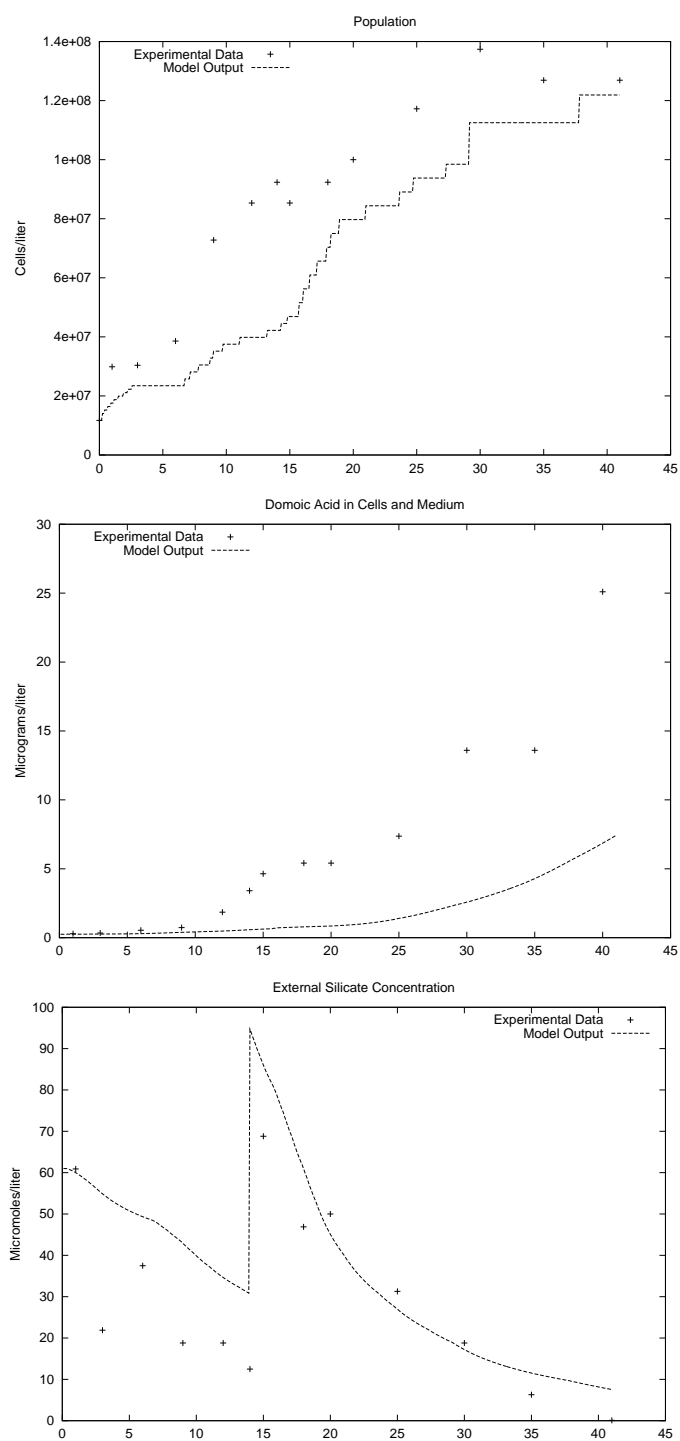 Population
Experimental Data
Model Output
1.4e+08
1.2e+08
1e+08
8e+07
6e+07
4e+07
2e+07
0
Cells/liter
0 5 10 15 20 25 30 35 40 45
Domoic Acid in Cells and Medium
Experimental Data
Model Output
30
25
20
15
10
5
0
Micrograms/liter
0 5 10 15 20 25 30 35 40 45
External Silicate Concentration
Experimental Data
Model Output
100
90
80
70
60
50
40
30
20
10
0
Micromoles/liter
0 5 10 15 20 25 30 35 40 45